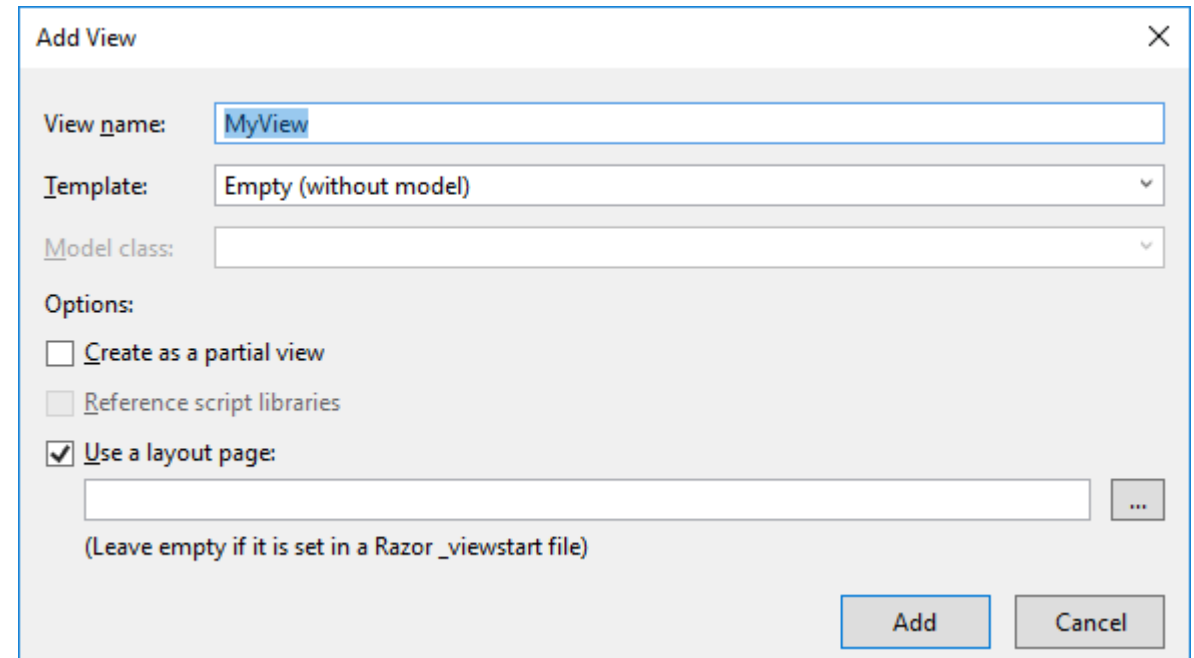 Add View
View name: MyView
Template: Empty (without model)
Model class:
Options:
Create as a partial view
Reference script libraries
Use a layout page:
...
(Leave empty if it is set in a Razor _viewstart file)
Add Cancel